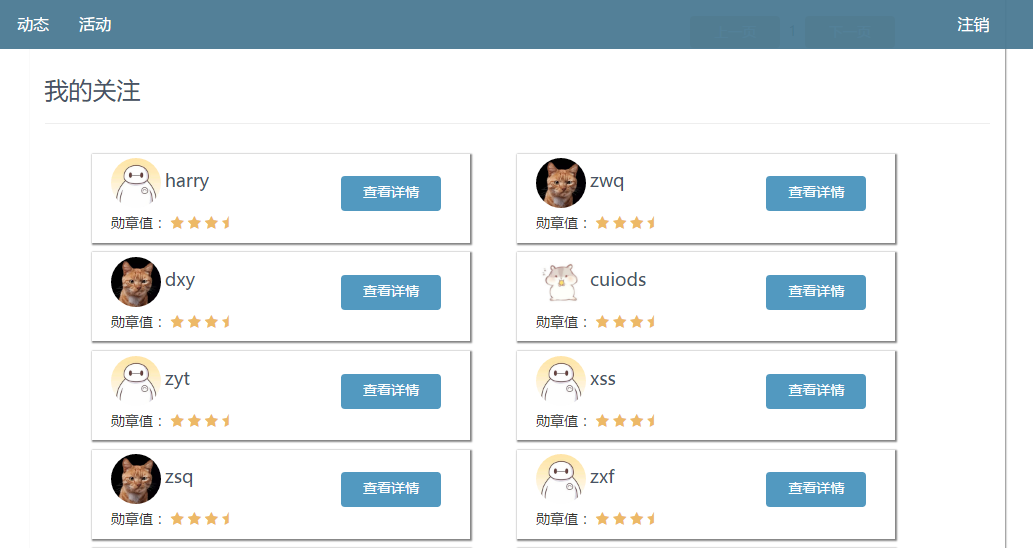 动态 活动 注销
我的关注
harry 查看详情 zwq 查看详情
勋章值： 勋章值：
dxy 查看详情 cuiods 查看详情
勋章值： 勋章值：
zyt 查看详情 xss 查看详情
勋章值： 勋章值：
zsq 查看详情 zxf 查看详情
勋章值： 勋章值：